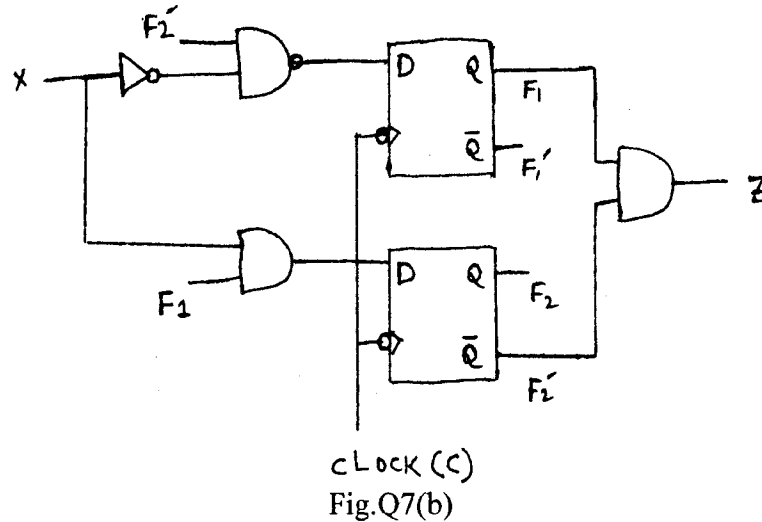 F2′
X
D Q
F1
Q̄
F1′
Z
F1
D Q
F2
Q̄
F2′
CLOCK (C)
Fig.Q7(b)